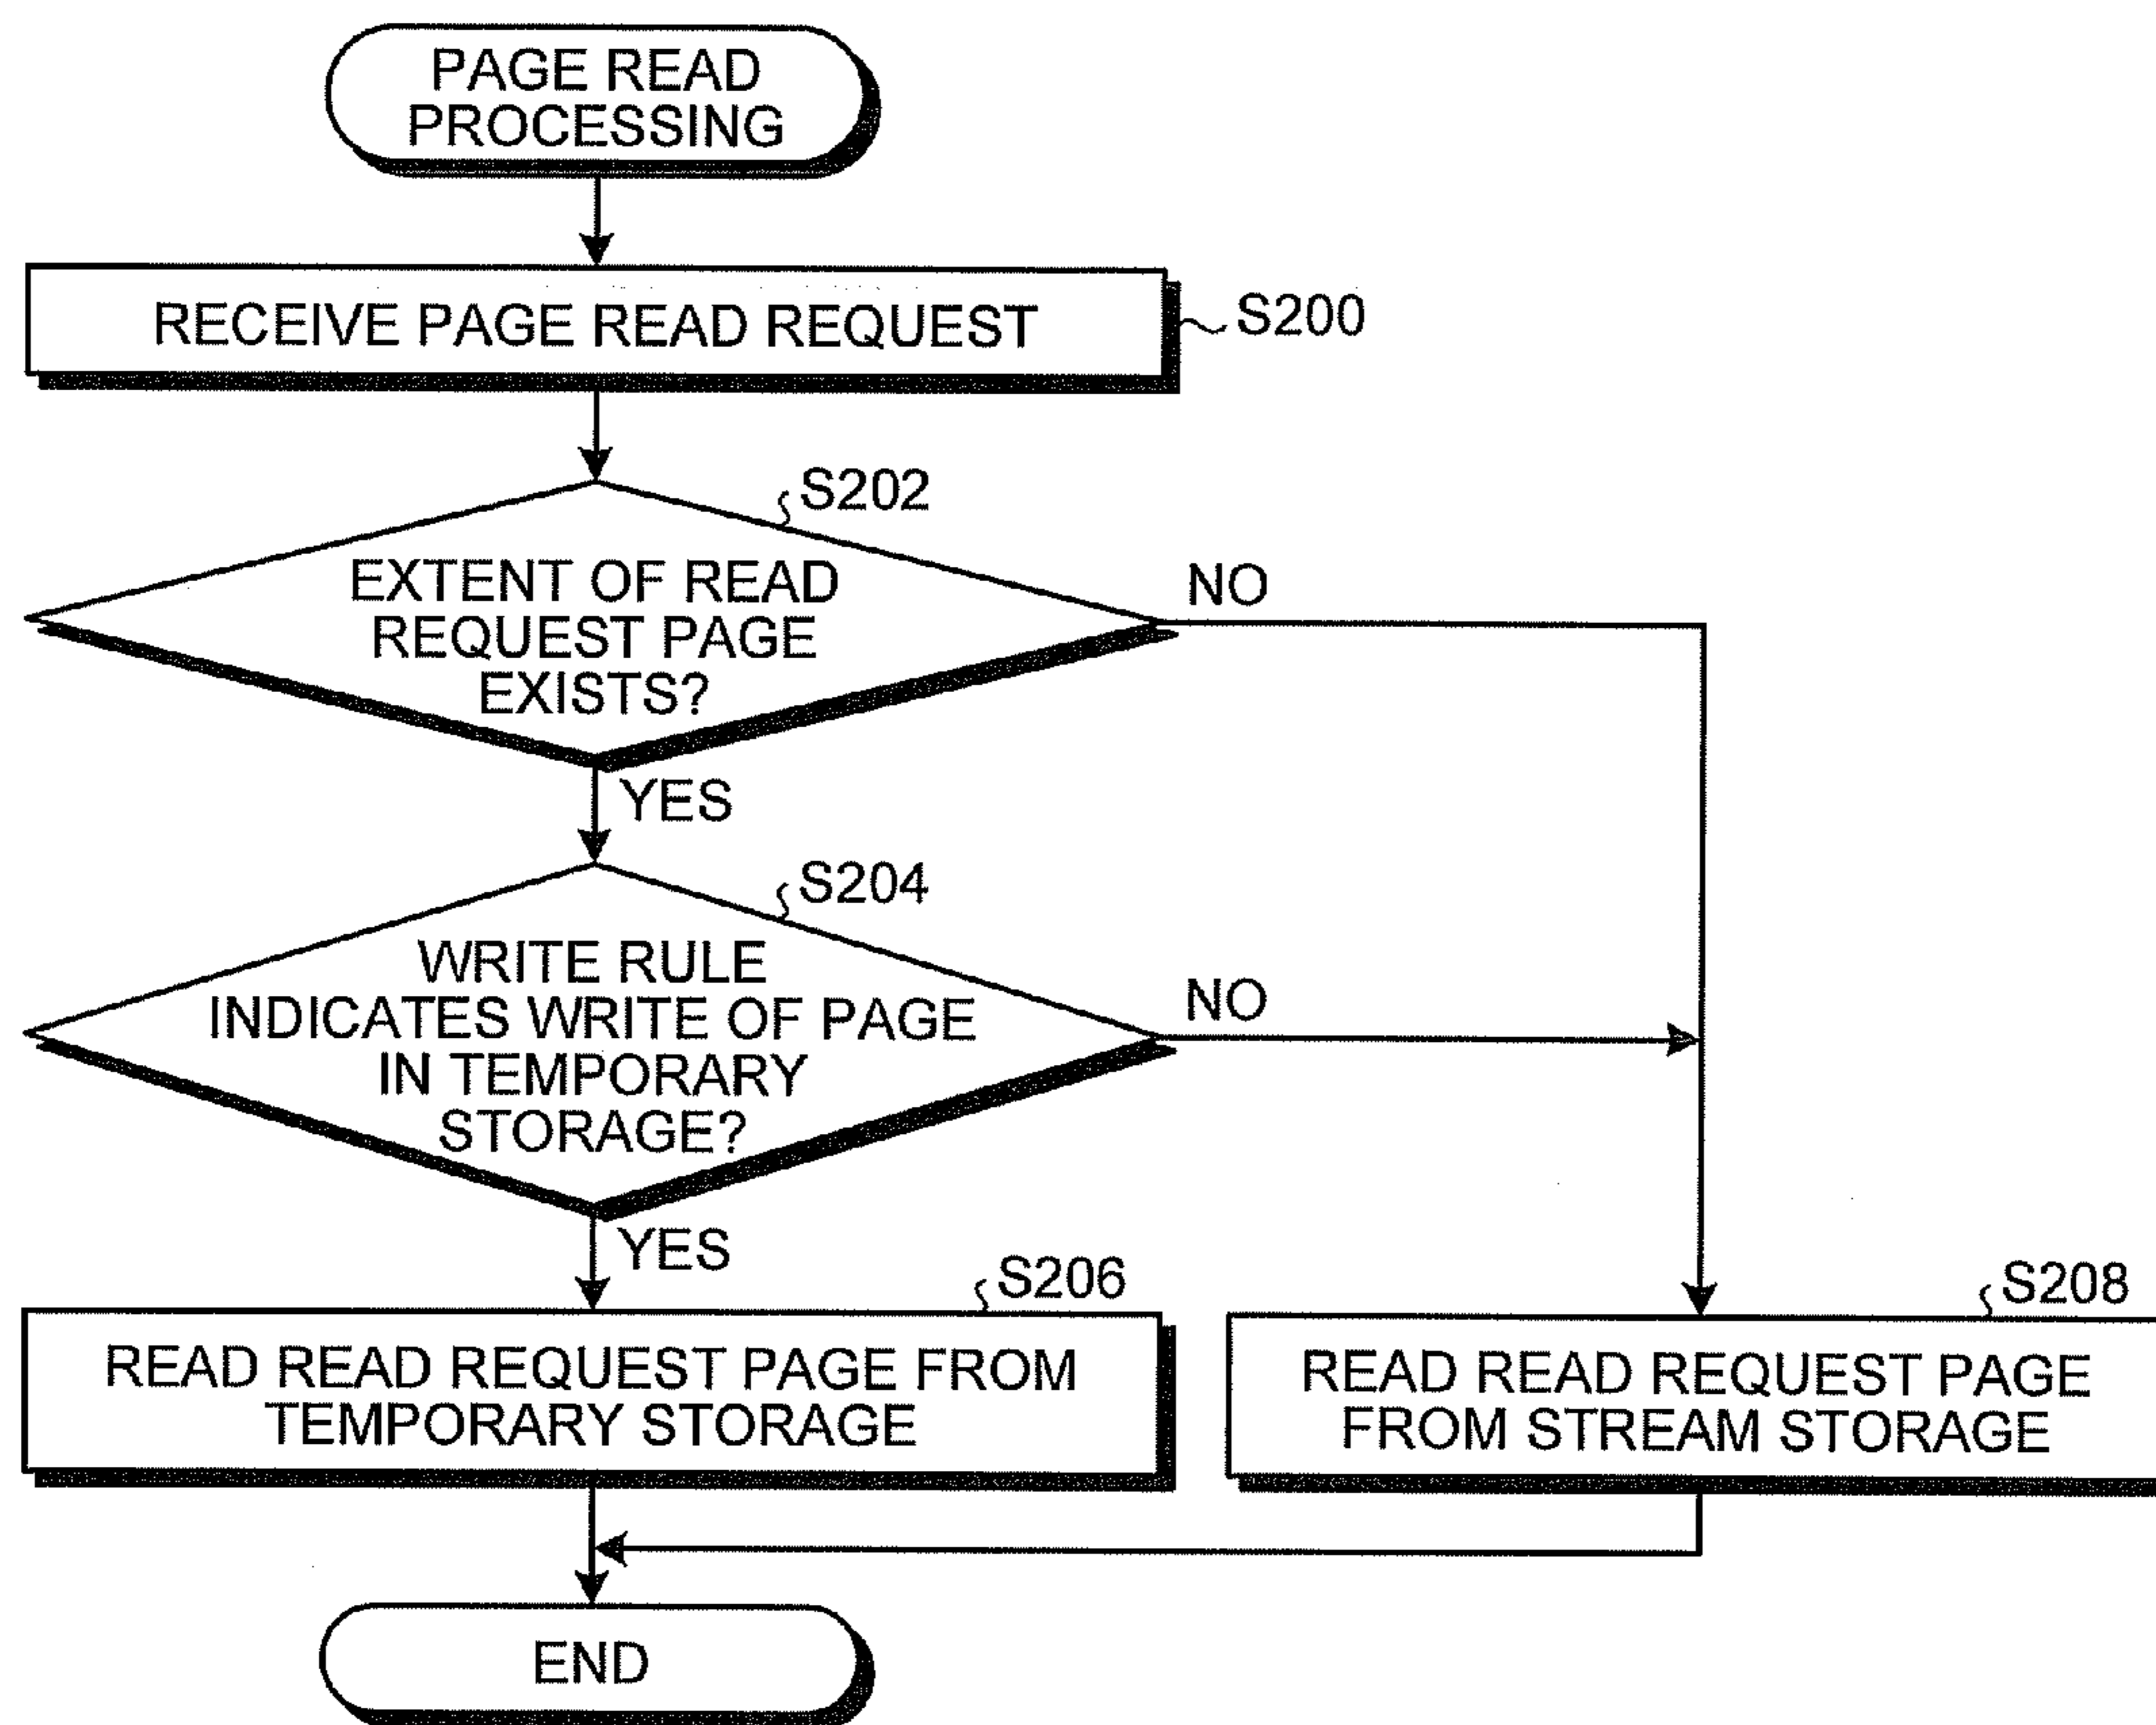 PAGE READ
PROCESSING
RECEIVE PAGE READ REQUEST
S200
S202
EXTENT OF READ
REQUEST PAGE
EXISTS?
NO
YES
S204
WRITE RULE
INDICATES WRITE OF PAGE
IN TEMPORARY
STORAGE?
NO
YES
S206
READ READ REQUEST PAGE FROM
TEMPORARY STORAGE
S208
READ READ REQUEST PAGE
FROM STREAM STORAGE
END